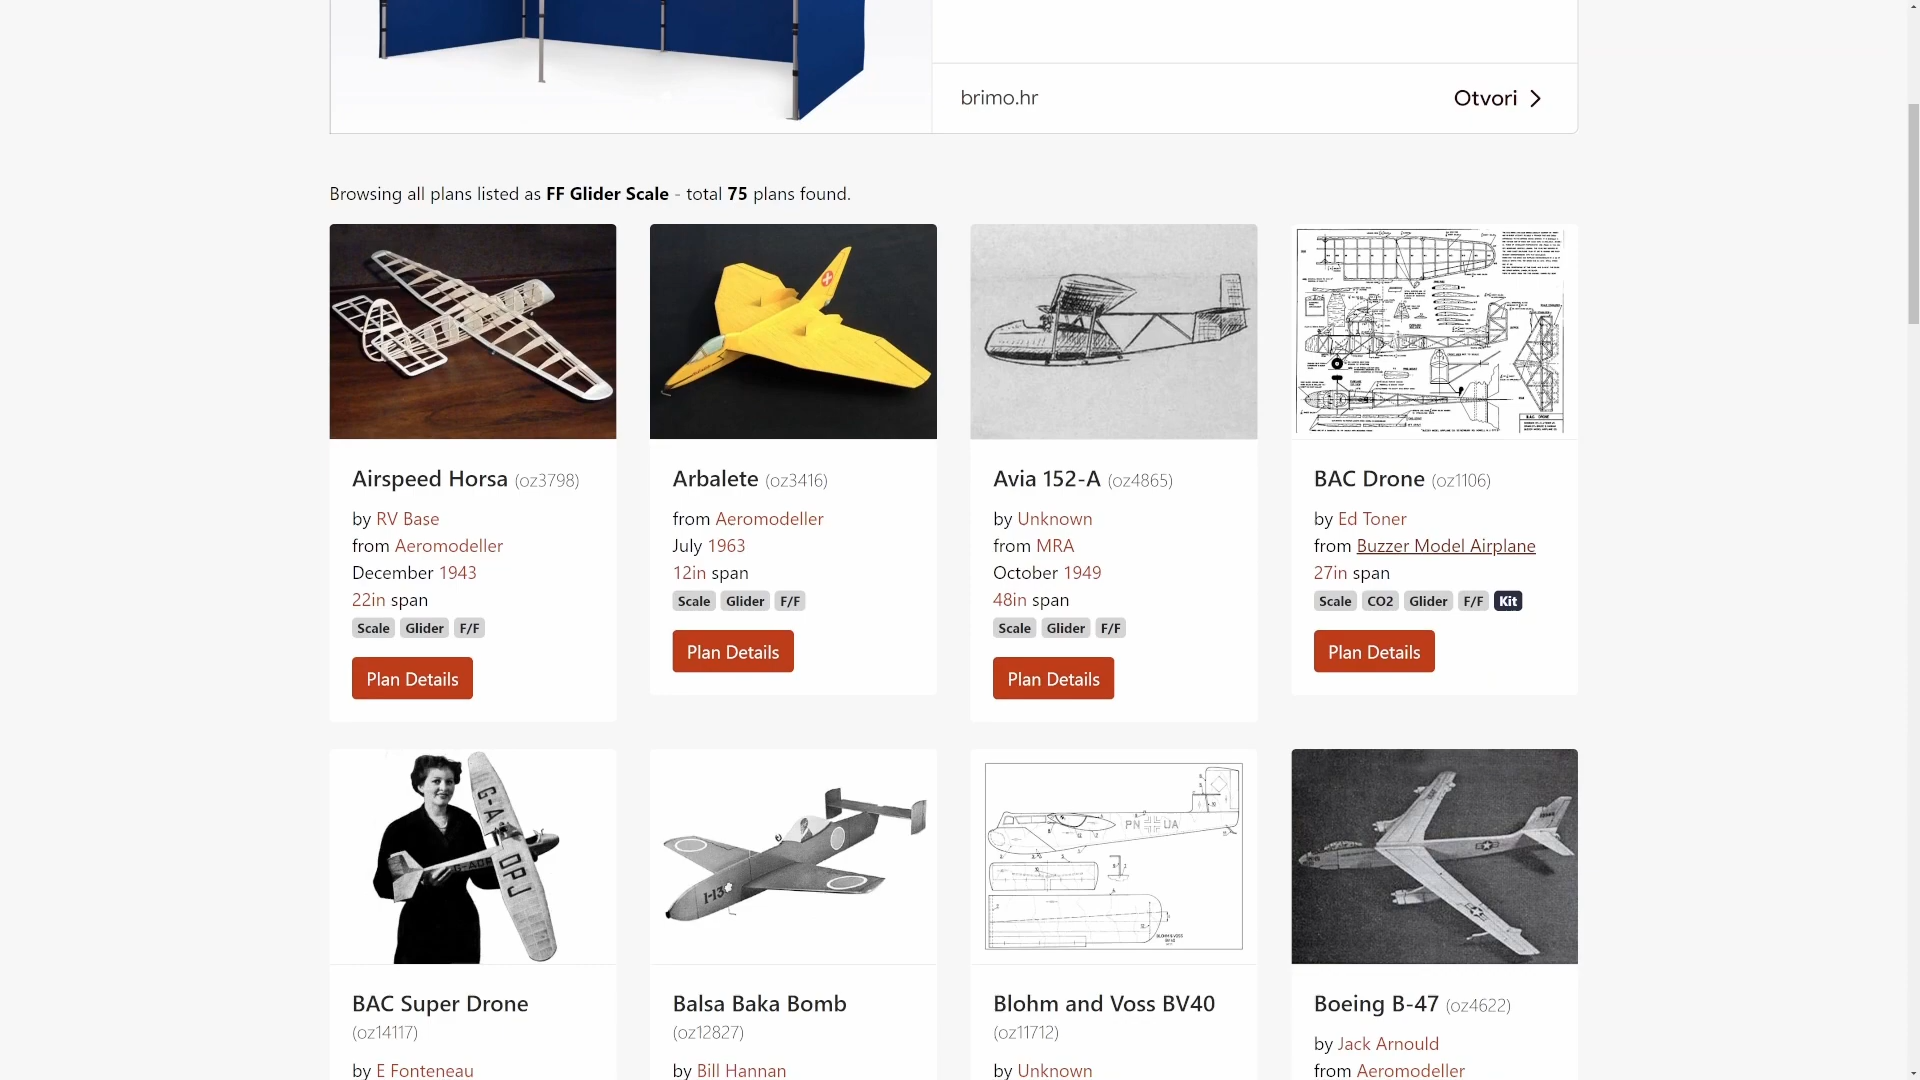 brimo.hr
Otvori
Browsing all plans listed as FF Glider Scale - total 75 plans found.
Airspeed Horsa (oz3798)
by RV Base
from Aeromodeller
December 1943
22in span
Scale Glider F/F
Plan Details
Arbalete (oz3416)
from Aeromodeller
July 1963
12in span
Scale Glider F/F
Plan Details
Avia 152-A (oz4865)
by Unknown
from MRA
October 1949
48in span
Scale Glider F/F
Plan Details
BAC Drone (oz1106)
by Ed Toner
from Buzzer Model Airplane
27in span
Scale CO2 Glider F/F Kit
Plan Details
G-A
OPJ
BAC Super Drone
(oz14117)
by E Fonteneau
I-13
Balsa Baka Bomb
(oz12827)
by Bill Hannan
PN UA
Blohm and Voss BV40
(oz11712)
by Unknown
Boeing B-47 (oz4622)
by Jack Arnould
from Aeromodeller